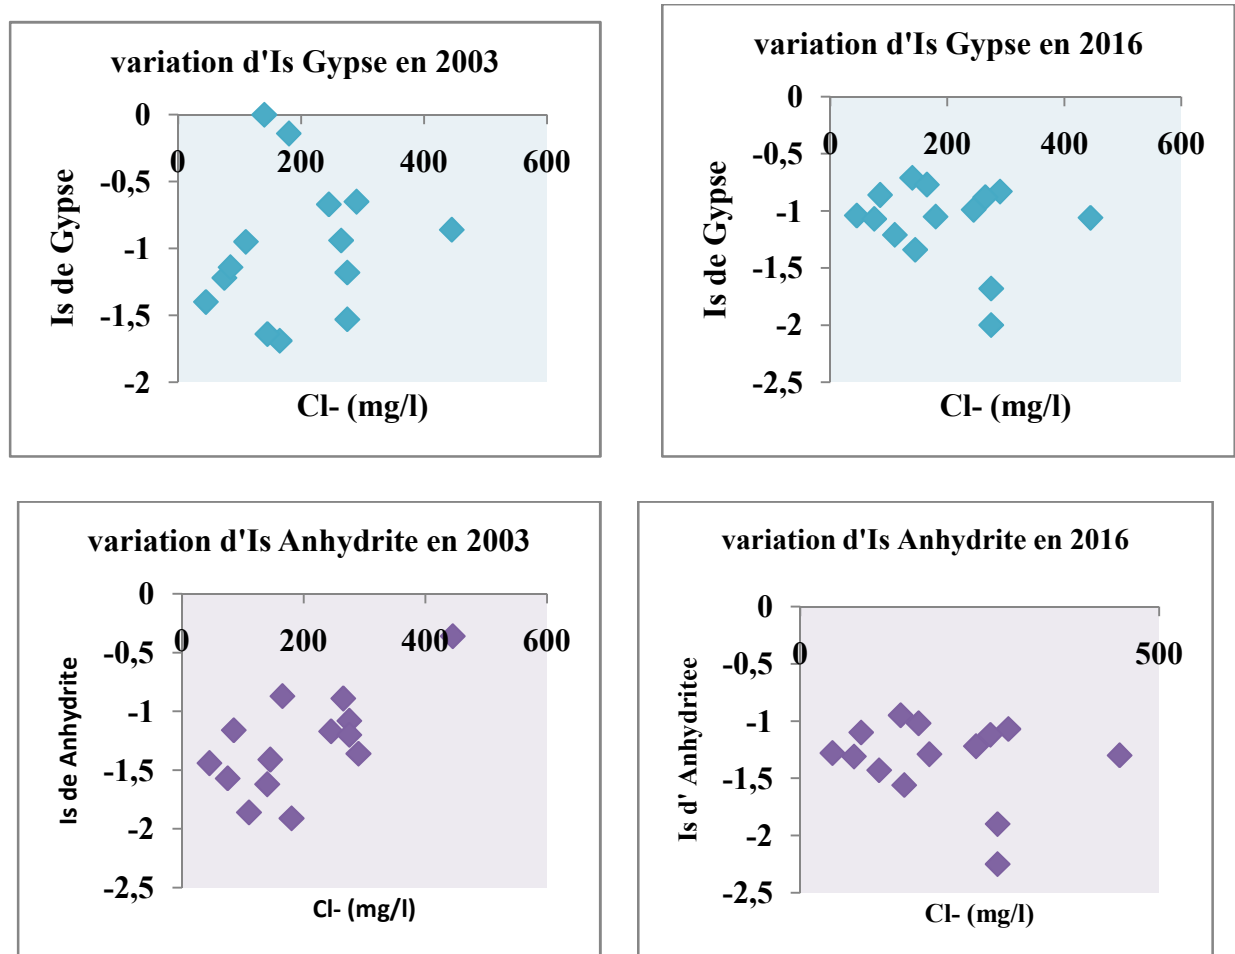 variation d'Is Gypse en 2003
0
0 200 400 600
-0,5
-1
-1,5
-2
Is de Gypse
Cl- (mg/l)
variation d'Is Gypse en 2016
0
0 200 400 600
-0,5
-1
-1,5
-2
-2,5
Is de Gypse
Cl- (mg/l)
variation d'Is Anhydrite en 2003
0
0 200 400 600
-0,5
-1
-1,5
-2
-2,5
Is de Anhydrite
Cl- (mg/l)
variation d'Is Anhydrite en 2016
0
0 500
-0,5
-1
-1,5
-2
-2,5
Is d' Anhydritee
Cl- (mg/l)